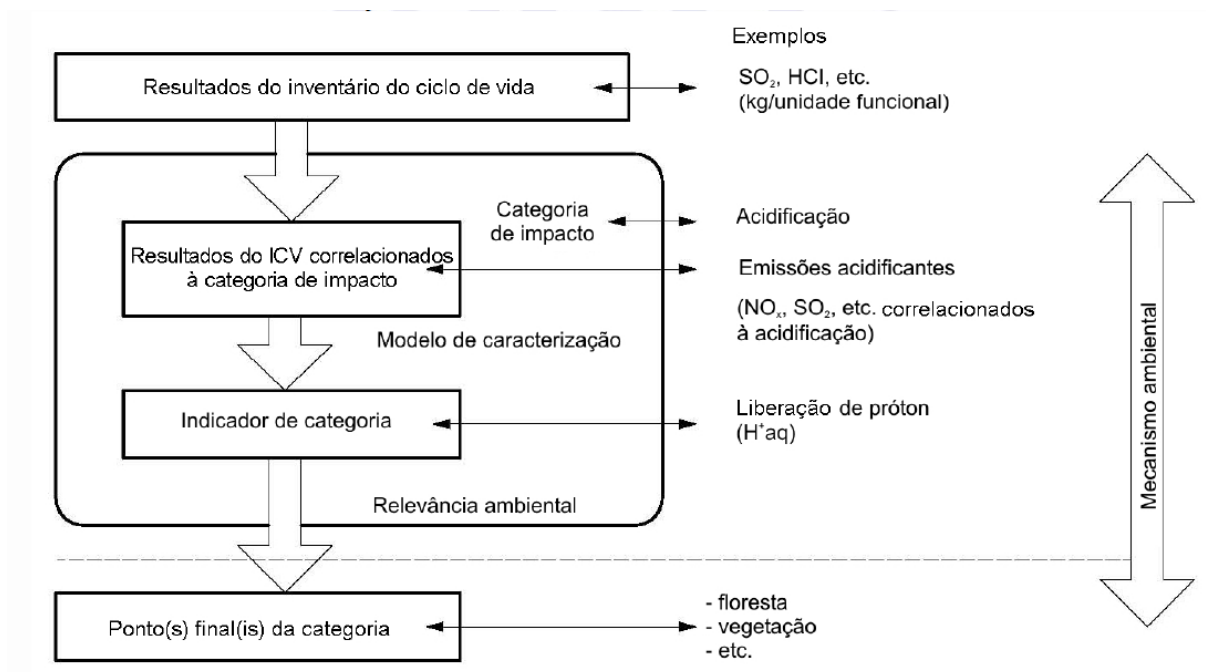 Exemplos
Resultados do inventário do ciclo de vida
SO₂, HCl, etc.
(kg/unidade funcional)
Categoria
de impacto
Acidificação
Resultados do ICV correlacionados
à categoria de impacto
Emissões acidificantes
(NOₓ, SO₂, etc. correlacionados
à acidificação)
Modelo de caracterização
Indicador de categoria
Liberação de próton
(H⁺aq)
Relevância ambiental
Mecanismo ambiental
Ponto(s) final(is) da categoria
- floresta
- vegetação
- etc.